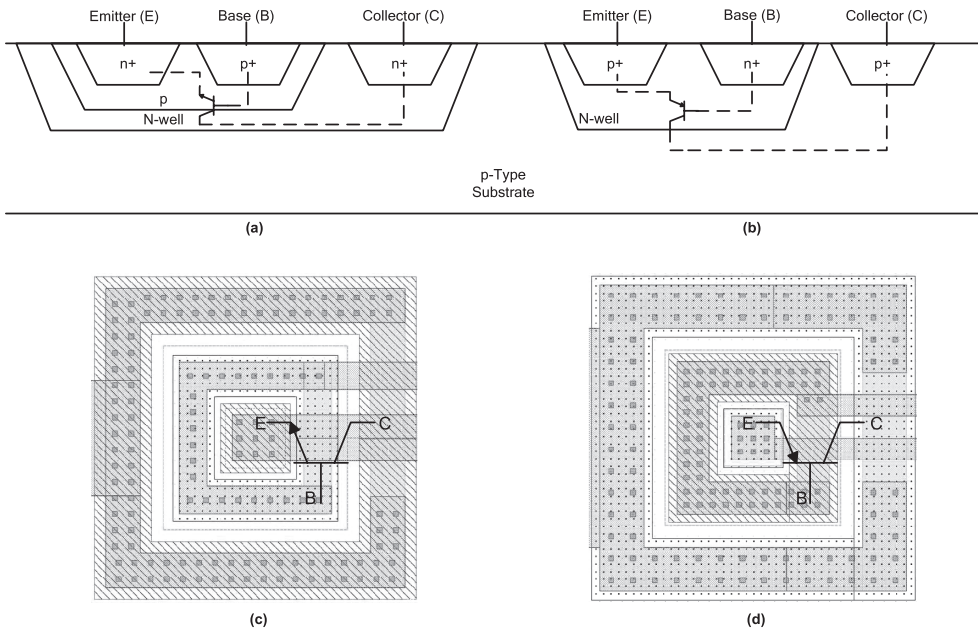 Emitter (E) Base (B) Collector (C) Emitter (E) Base (B) Collector (C)
n+ p+ n+ p+ n+ p+
p
N-well N-well
p-Type
Substrate
(a) (b)
E C E C
B B
(c) (d)